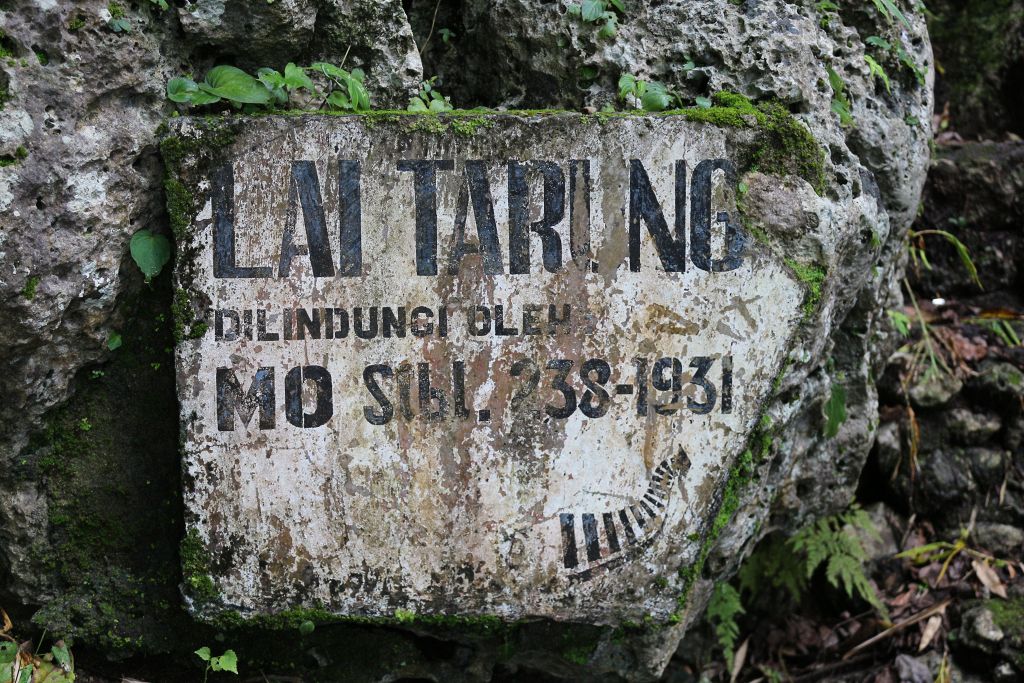 LAI TARUNG
DILINDUNGI OLEH
MO Stbl. 238-1931